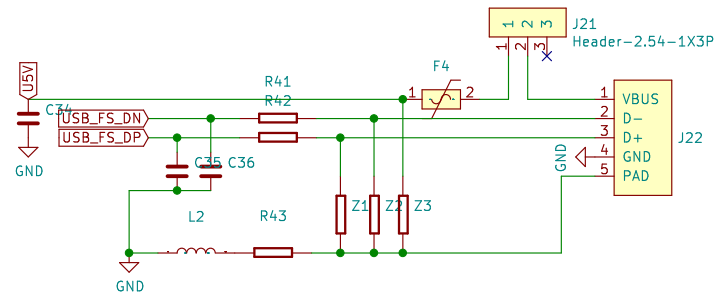 J21
1 2 3
Header-2.54-1X3P
1 2 3
U5V
F4
R41
1 2
C34
R42
USB_FS_DN
USB_FS_DP
GND
C35 C36
1 VBUS
2 D-
3 D+
4 GND
5 PAD
J22
GND
L2
R43
Z1 Z2 Z3
GND